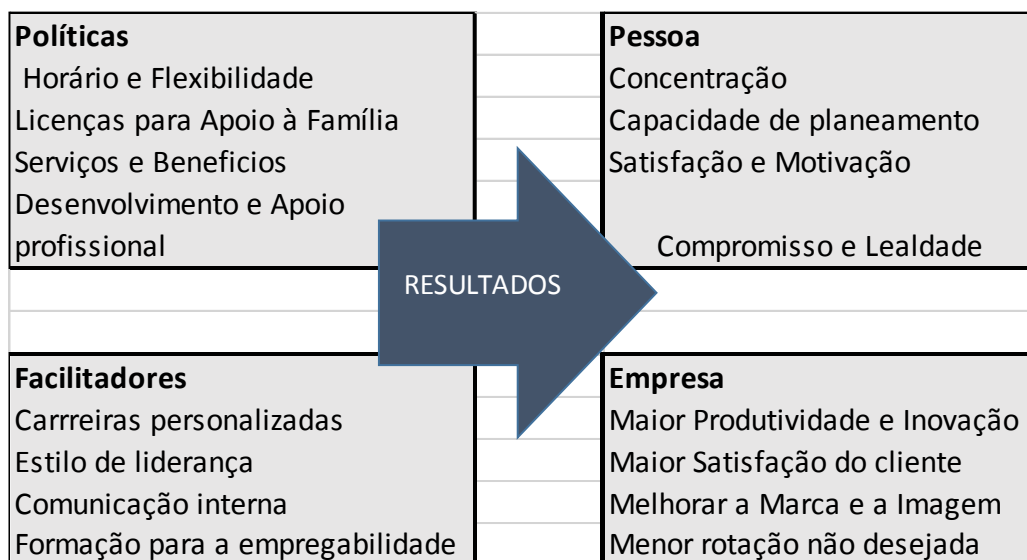 Políticas
Horário e Flexibilidade
Licenças para Apoio à Família
Serviços e Beneficios
Desenvolvimento e Apoio
profissional
Pessoa
Concentração
Capacidade de planeamento
Satisfação e Motivação
Compromisso e Lealdade
RESULTADOS
Facilitadores
Carrreiras personalizadas
Estilo de liderança
Comunicação interna
Formação para a empregabilidade
Empresa
Maior Produtividade e Inovação
Maior Satisfação do cliente
Melhorar a Marca e a Imagem
Menor rotação não desejada